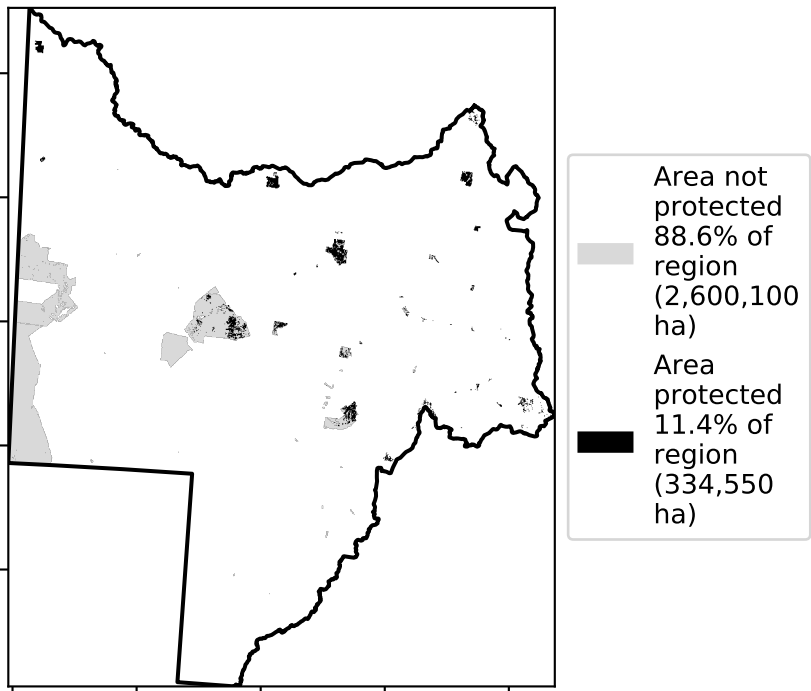 Area not
protected
88.6% of
region
(2,600,100
ha)
Area
protected
11.4% of
region
(334,550
ha)